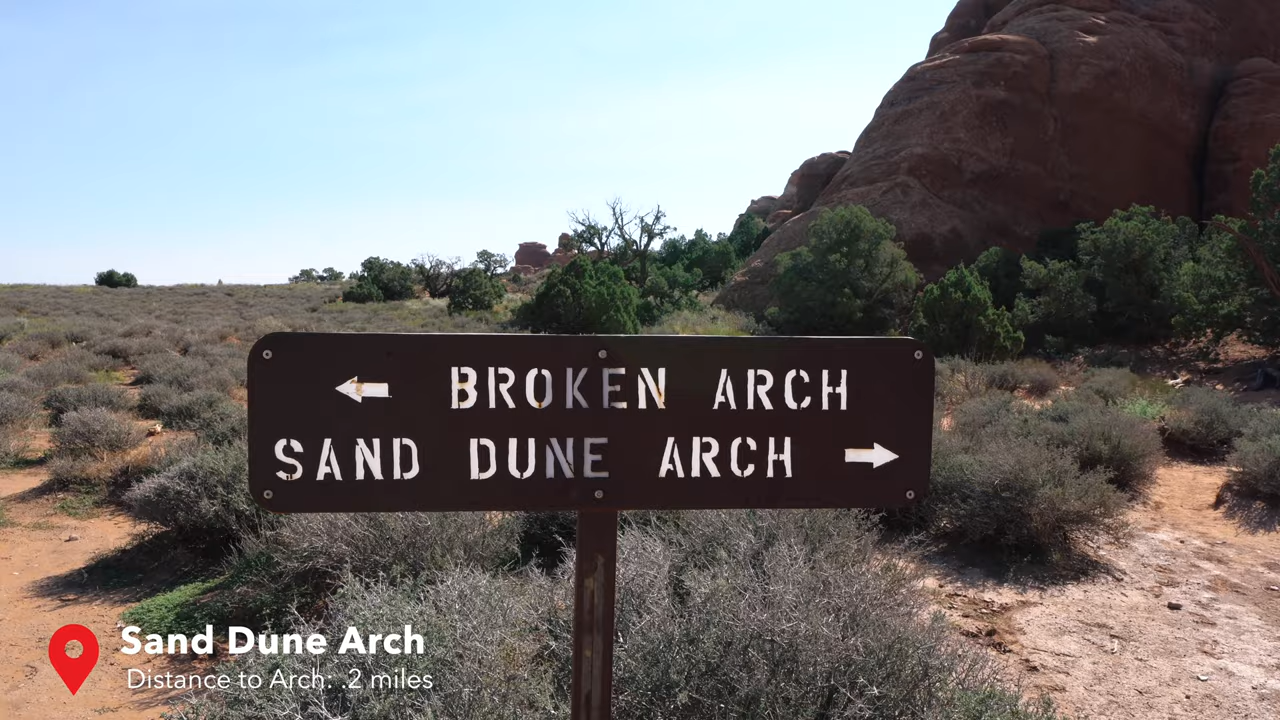 ← BROKEN ARCH
SAND DUNE ARCH →
Sand Dune Arch
Distance to Arch: .2 miles